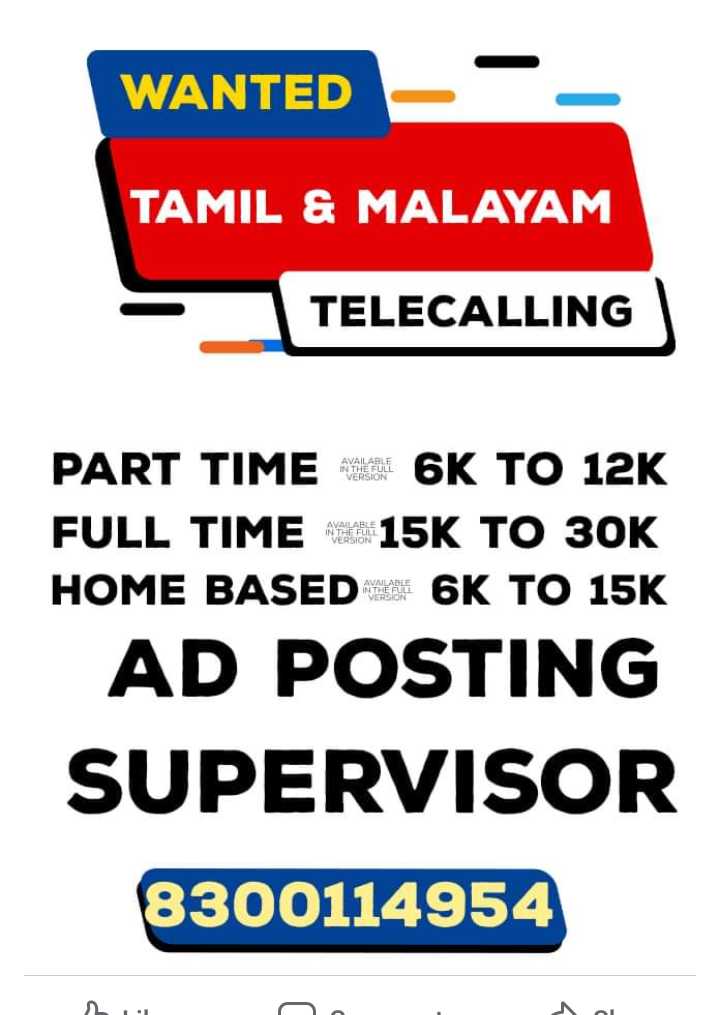 WANTED
TAMIL & MALAYAM
TELECALLING
PART TIME AVAILABLE IN THE FULL VERSION 6K TO 12K
FULL TIME AVAILABLE IN THE FULL VERSION 15K TO 30K
HOME BASED AVAILABLE IN THE FULL VERSION 6K TO 15K
AD POSTING
SUPERVISOR
8300114954